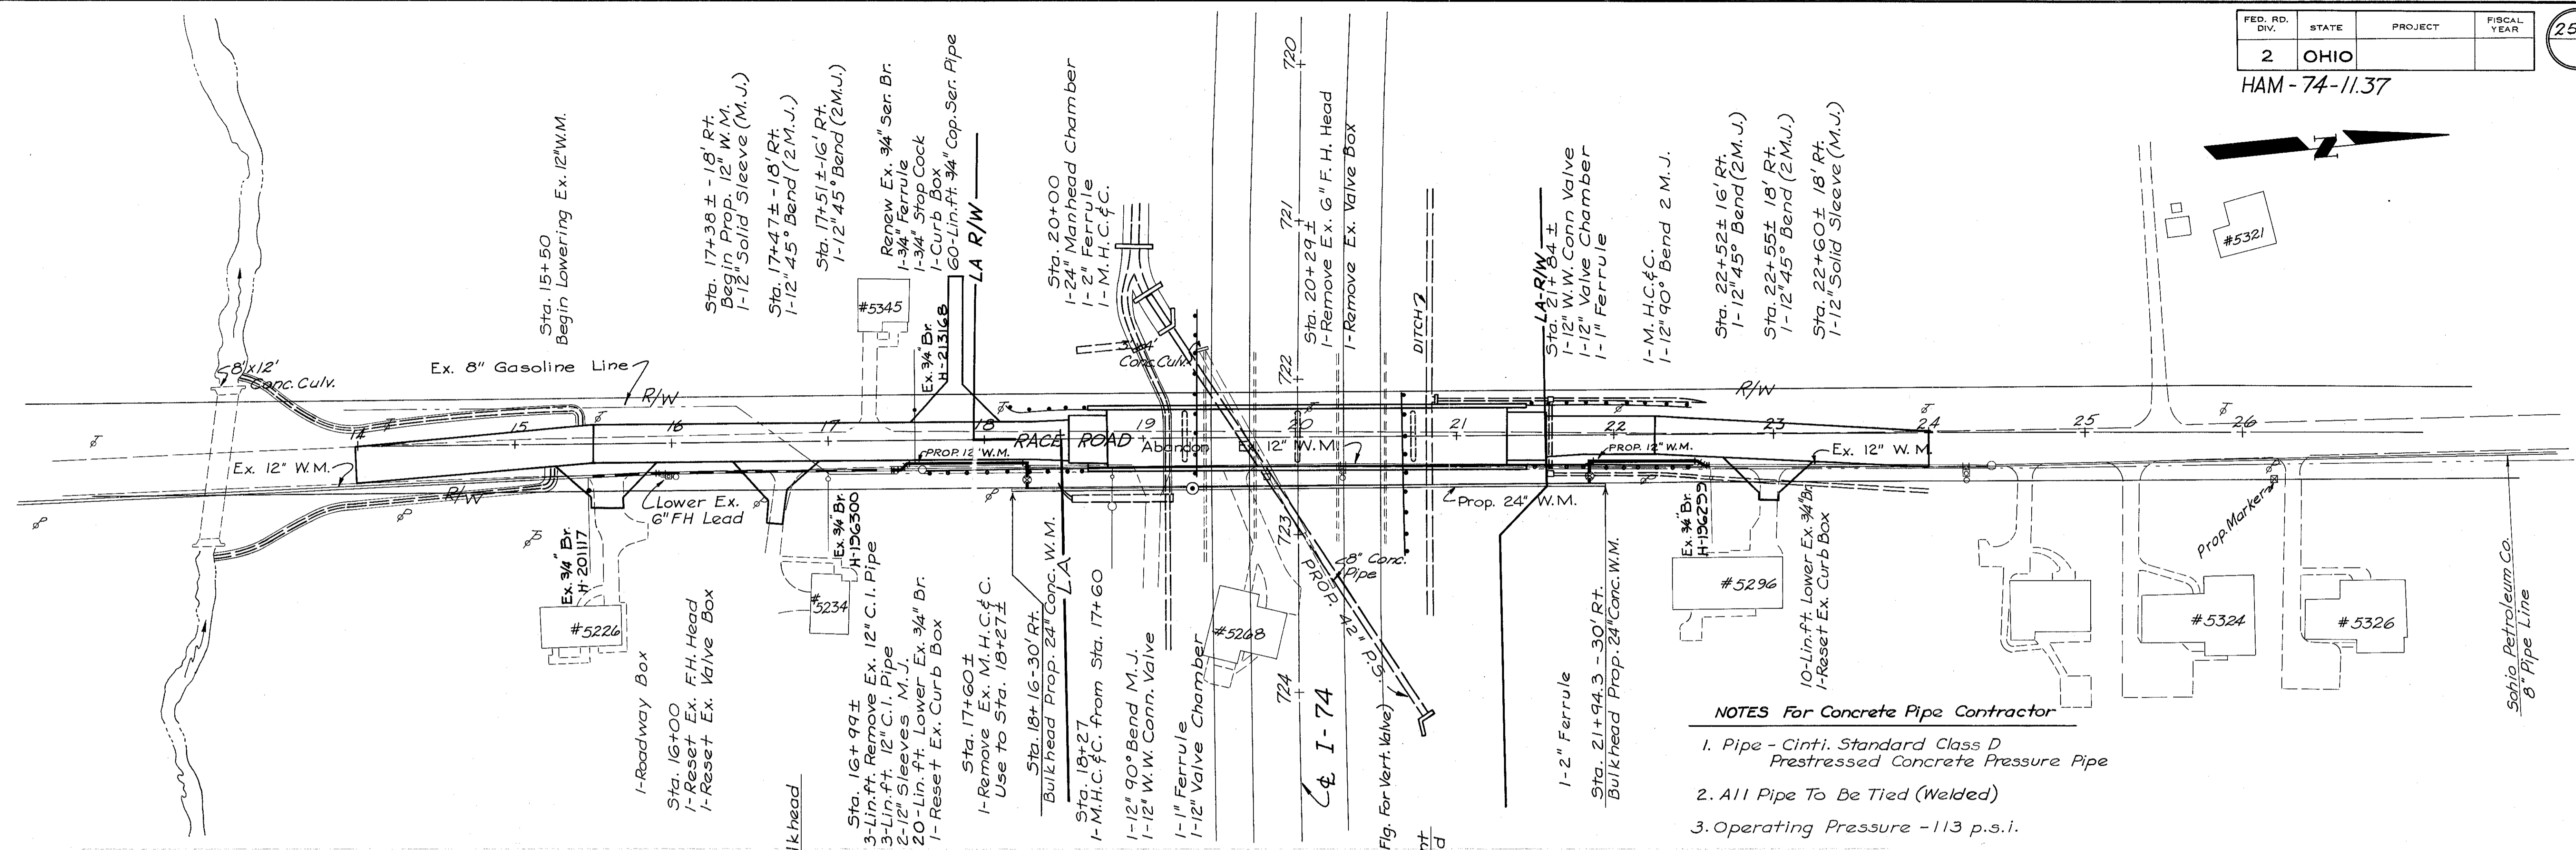 FED. RD. DIV.
STATE
PROJECT
FISCAL YEAR
2
OHIO
HAM-74-11.37
Sta. 15+50
Begin Lowering Ex. 12"W.M.
Sta. 17+38± - 18' Rt.
Begin Prop. 12" W.M.
1-12" Solid Sleeve (M.J.)
Sta. 17+47± - 18' Rt.
1-12" 45° Bend (2 M.J.)
Sta. 17+51±-16' Rt.
1-12" 45° Bend (2 M.J.)
Renew Ex. 3/4" Ser. Br.
1-3/4" Ferrule
1-3/4" Stop Cock
1-Curb Box
60-Lin.ft. 3/4" Cop. Ser. Pipe
LA R/W
Sta. 20+00
1-24" Manhead Chamber
1- 2" Ferrule
1- M.H.C.&C.
720
721
722
723
724
Sta. 20+29±
1-Remove Ex. 6" F. H. Head
1-Remove Ex. Valve Box
DITCH
LA-R/W
Sta. 21+84±
1-12" W.W. Conn Valve
1-12" Valve Chamber
1-1" Ferrule
1-M. H.C.&C.
1-12" 90° Bend 2 M.J.
Sta. 22+52± 16' Rt.
1-12" 45° Bend (2 M.J.)
Sta. 22+55± 18' Rt.
1-12" 45° Bend (2 M.J.)
Sta. 22+60± 18' Rt.
1-12" Solid Sleeve (M.J.)
#5321
#5345
Ex. 3/4" Br.
H-213168
8'x12'
Conc. Culv.
Ex. 8" Gasoline Line
R/W
3'x4'
Conc. Culv.
R/W
14
15
16
17
18
19
20
21
22
23
24
25
26
RACE ROAD
Abandon Ex. 12" W.M.
Ex. 12" W.M.
PROP. 12" W.M.
PROP. 12" W.M.
Ex. 12" W. M.
R/W
Lower Ex.
6" FH Lead
Prop. 24" W.M.
Ex. 3/4" Br.
H-201117
#5226
#5234
Ex. 3/4" Br.
H-196300
#5268
8" Conc.
Pipe
PROP. 42" P.S.
Ex. 3/4" Br.
H-196299
#5296
10-Lin.ft. Lower Ex. 3/4" Br.
1-Reset Ex. Curb Box
Prop. Marker
#5324
#5326
Sohio Petroleum Co.
8" Pipe Line
1-Roadway Box
Sta. 16+00
1-Reset Ex. F.H. Head
1-Reset Ex. Valve Box
Sta. 16+99±
3-Lin.ft. Remove Ex. 12" C.I. Pipe
3-Lin.ft. 12" C.I. Pipe
2-12" Sleeves M.J.
20-Lin.ft. Lower Ex. 3/4" Br.
1-Reset Ex. Curb Box
Sta. 17+60±
1-Remove Ex. M.H.C.&C.
Use to Sta. 18+27±
Sta. 18+16-30' Rt.
Bulkhead Prop. 24" Conc. W.M.
LA
Sta. 18+27
1-M.H.C.&C. from Sta. 17+60
1-12" 90° Bend M.J.
1-12" W.W. Conn. Valve
1-1" Ferrule
1-12" Valve Chamber
℄ I-74
Flg. For Vert. Valve)
1-2" Ferrule
Sta. 21+94.3 - 30' Rt.
Bulkhead Prop. 24" Conc. W.M.
NOTES For Concrete Pipe Contractor
1. Pipe - Cinti. Standard Class D
Prestressed Concrete Pressure Pipe
2. All Pipe To Be Tied (Welded)
3. Operating Pressure - 113 p.s.i.